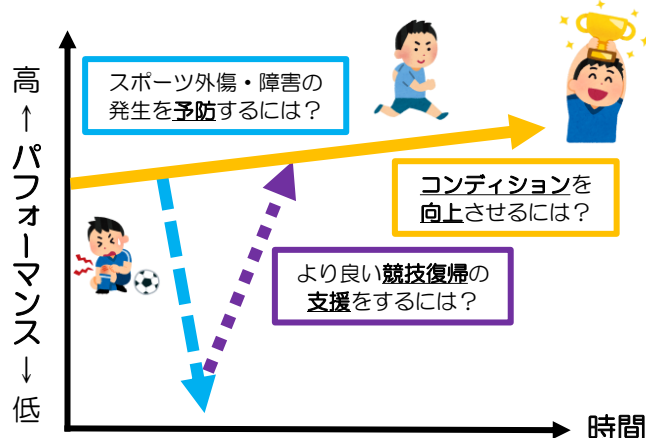 高
↑
パフォーマンス
↓
低
スポーツ外傷・障害の
発生を予防するには？
コンディションを
向上させるには？
より良い競技復帰の
支援をするには？
時間